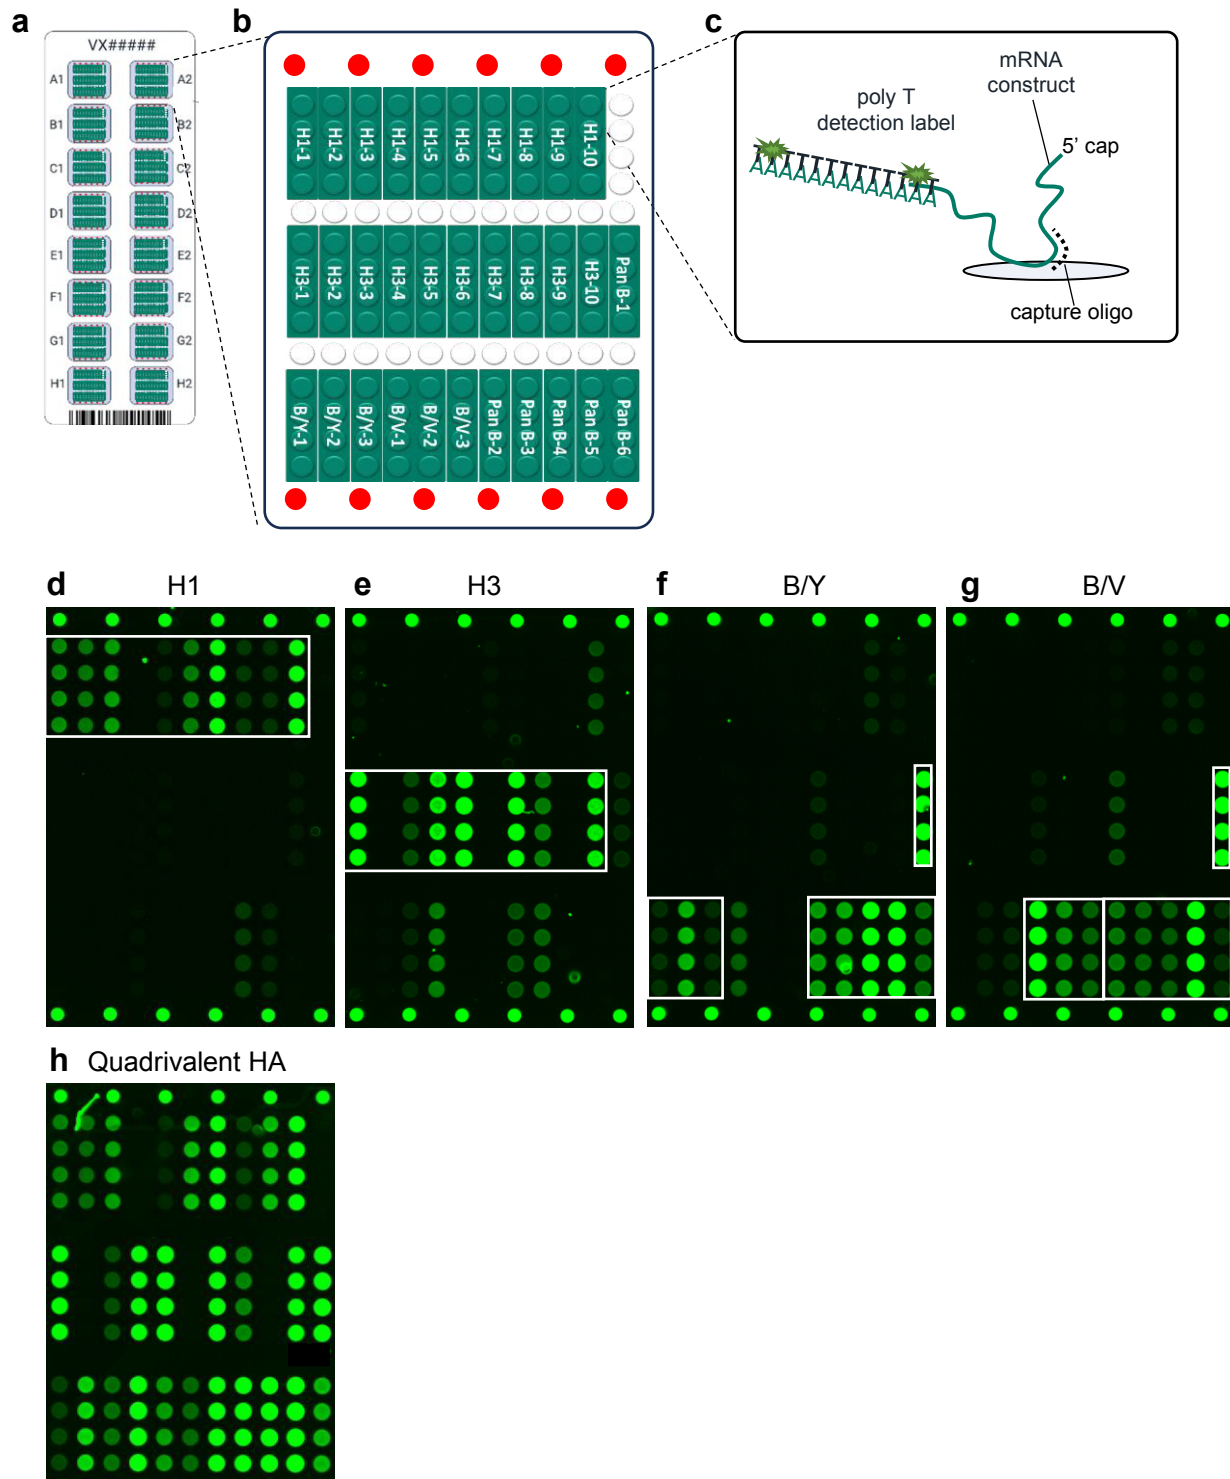 a
VX#####
A1
A2
B1
B2
C1
C2
D1
D2
E1
E2
F1
F2
G1
G2
H1
H2
b
H1-1
H1-2
H1-3
H1-4
H1-5
H1-6
H1-7
H1-8
H1-9
H1-10
H3-1
H3-2
H3-3
H3-4
H3-5
H3-6
H3-7
H3-8
H3-9
H3-10
Pan B-1
B/Y-1
B/Y-2
B/Y-3
B/V-1
B/V-2
B/V-3
Pan B-2
Pan B-3
Pan B-4
Pan B-5
Pan B-6
c
mRNA
construct
poly T
detection label
5' cap
AAAAAAAAAAAAA
capture oligo
d H1
e H3
f B/Y
g B/V
h Quadrivalent HA